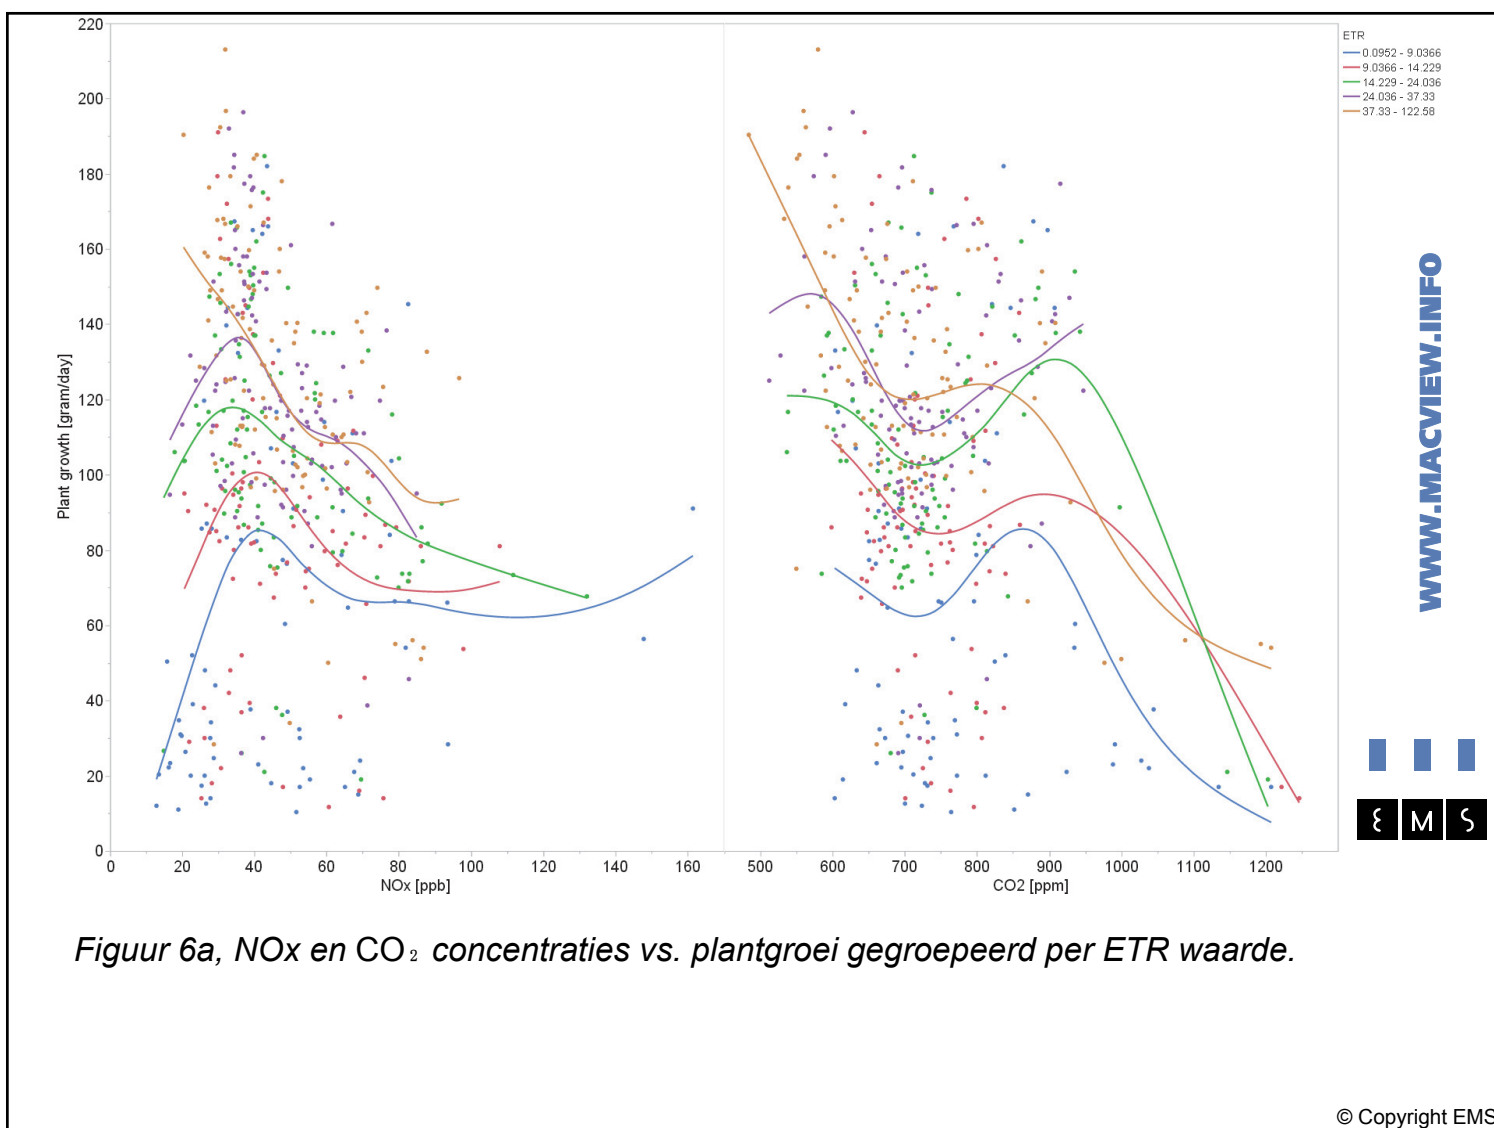 220
200
180
160
140
120
100
80
60
40
20
0
Plant growth [gram/day]
0 20 40 60 80 100 120 140 160
NOx [ppb]
500 600 700 800 900 1000 1100 1200
CO2 [ppm]
ETR
0.0952 - 9.0366
9.0366 - 14.229
14.229 - 24.036
24.036 - 37.33
37.33 - 122.58
WWW.MACVIEW.INFO
EMS
Figuur 6a, NOx en CO₂ concentraties vs. plantgroei gegroepeerd per ETR waarde.
© Copyright EMS